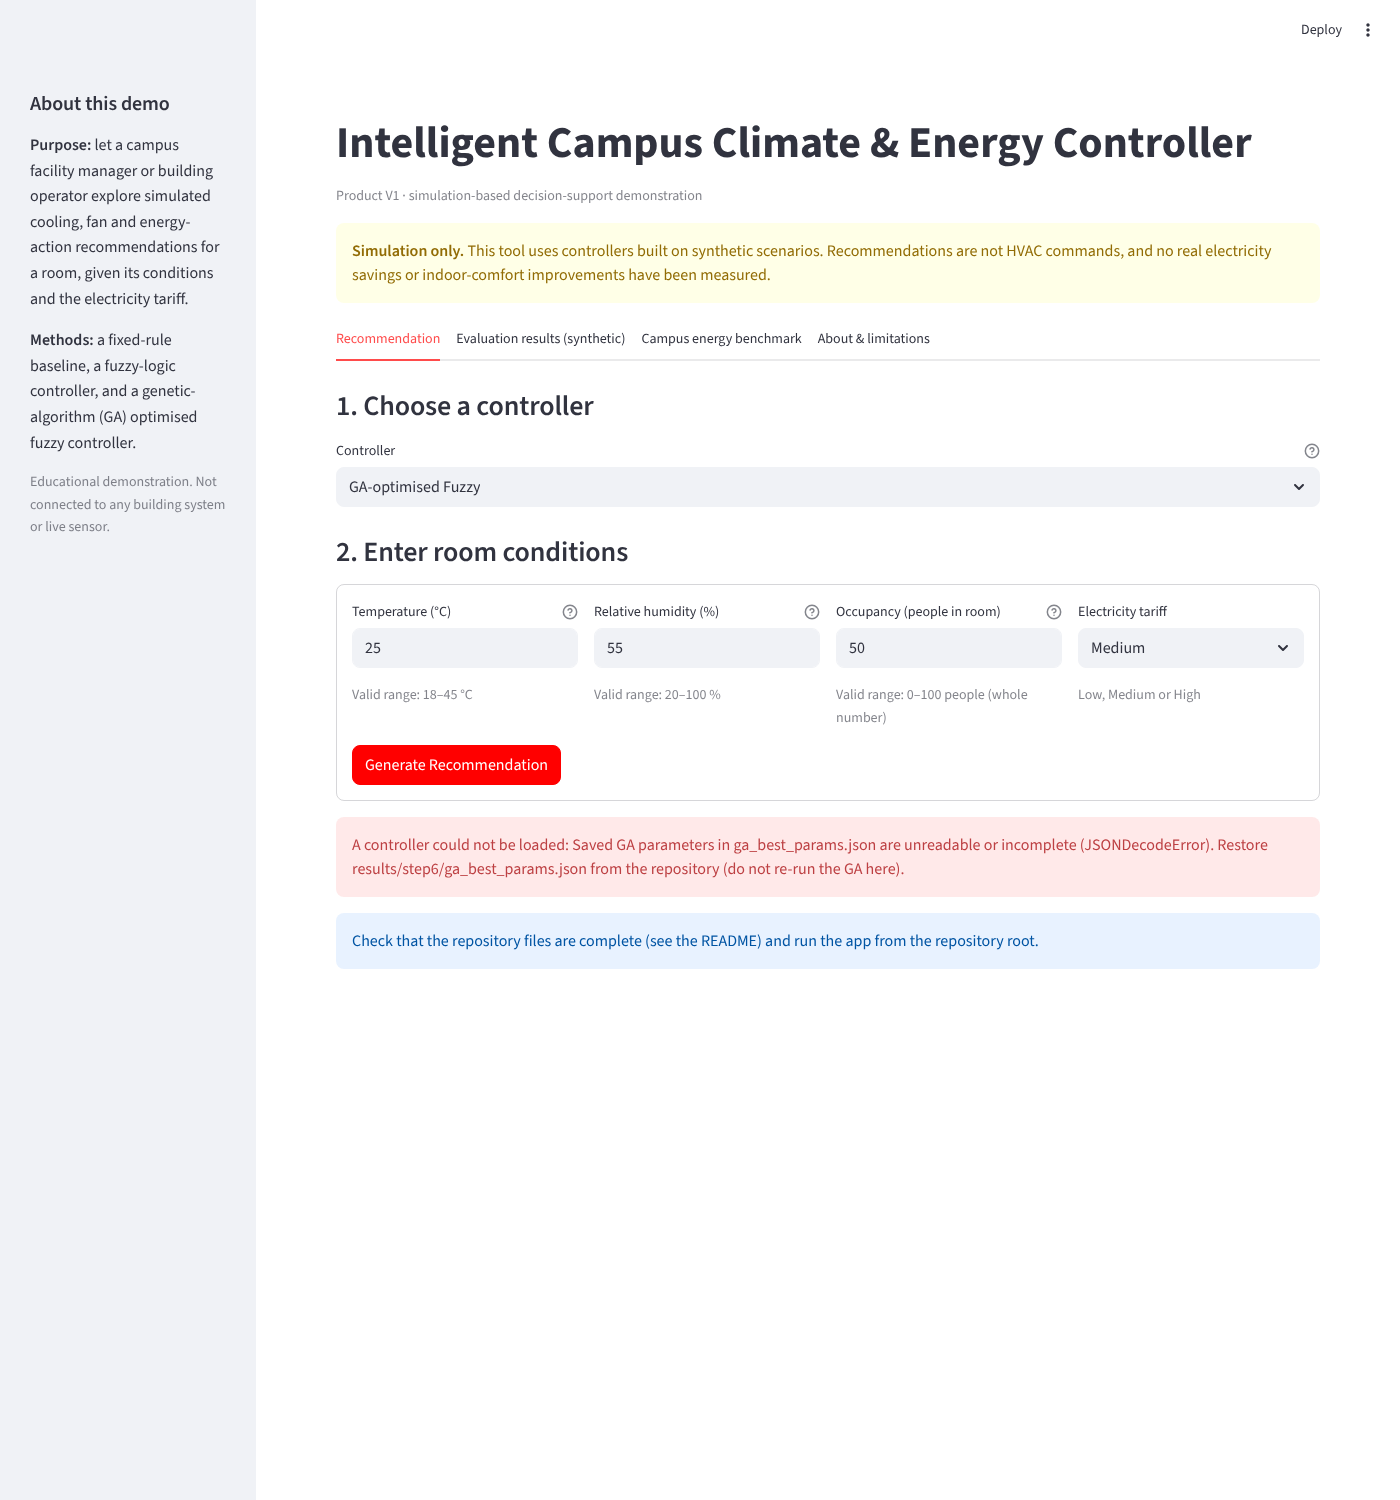 Deploy
About this demo
Purpose: let a campus
facility manager or building
operator explore simulated
cooling, fan and energy-
action recommendations for
a room, given its conditions
and the electricity tariff.
Methods: a fixed-rule
baseline, a fuzzy-logic
controller, and a genetic-
algorithm (GA) optimised
fuzzy controller.
Educational demonstration. Not
connected to any building system
or live sensor.
Intelligent Campus Climate & Energy Controller
Product V1 · simulation-based decision-support demonstration
Simulation only. This tool uses controllers built on synthetic scenarios. Recommendations are not HVAC commands, and no real electricity
savings or indoor-comfort improvements have been measured.
Recommendation Evaluation results (synthetic) Campus energy benchmark About & limitations
1. Choose a controller
Controller
GA-optimised Fuzzy
2. Enter room conditions
Temperature (°C) Relative humidity (%) Occupancy (people in room) Electricity tariff
25 55 50 Medium
Valid range: 18–45 °C Valid range: 20–100 % Valid range: 0–100 people (whole Low, Medium or High
number)
Generate Recommendation
A controller could not be loaded: Saved GA parameters in ga_best_params.json are unreadable or incomplete (JSONDecodeError). Restore
results/step6/ga_best_params.json from the repository (do not re-run the GA here).
Check that the repository files are complete (see the README) and run the app from the repository root.